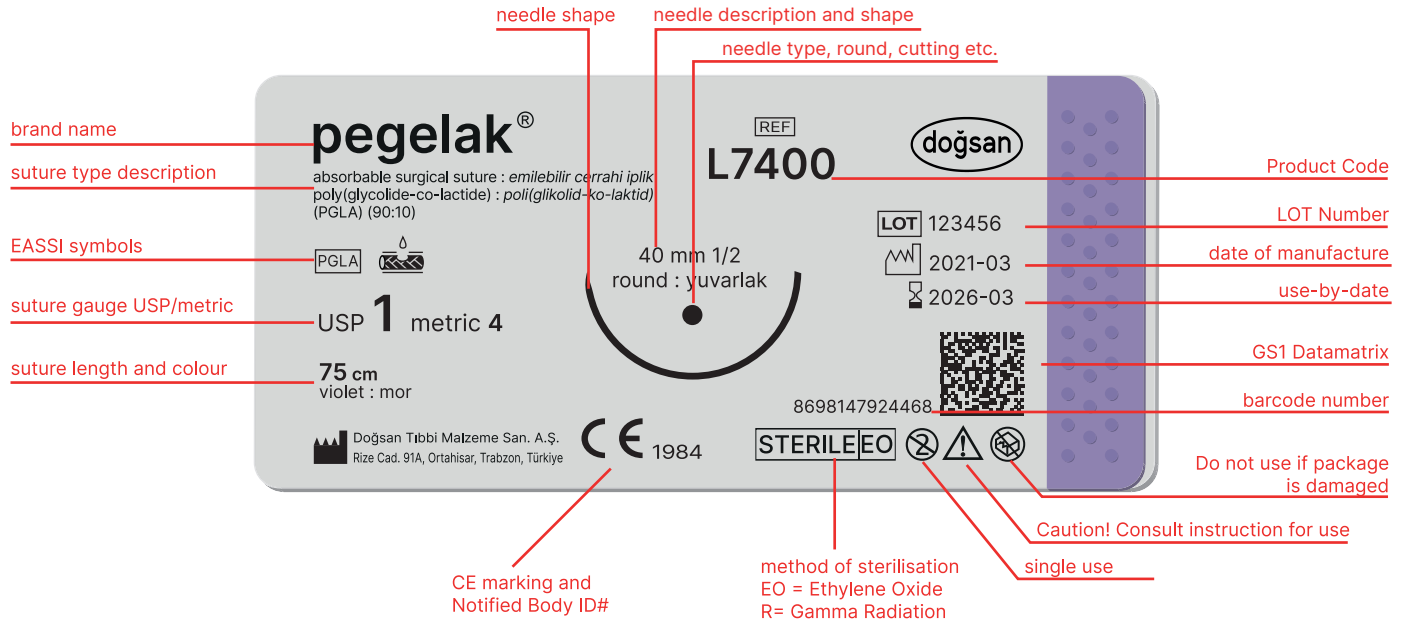 needle shape
needle description and shape
needle type, round, cutting etc.
brand name
suture type description
EASSI symbols
suture gauge USP/metric
suture length and colour
pegelak®
absorbable surgical suture : emilebilir cerrahi iplik
poly(glycolide-co-lactide) : poli(glikolid-ko-laktid)
(PGLA) (90:10)
PGLA
USP 1 metric 4
75 cm
violet : mor
Doğsan Tıbbi Malzeme San. A.Ş.
Rize Cad. 91A, Ortahisar, Trabzon, Türkiye
CE 1984
40 mm 1/2
round : yuvarlak
REF
L7400
doğsan
LOT 123456
2021-03
2026-03
8698147924468
STERILE EO
2
Product Code
LOT Number
date of manufacture
use-by-date
GS1 Datamatrix
barcode number
Do not use if package
is damaged
Caution! Consult instruction for use
single use
method of sterilisation
EO = Ethylene Oxide
R= Gamma Radiation
CE marking and
Notified Body ID#